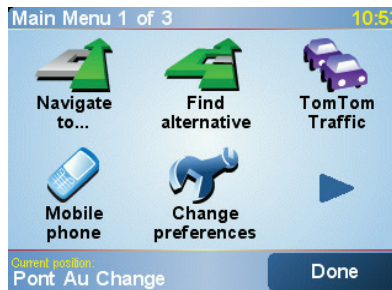 Main Menu 1 of 3 10:53
Navigate to...
Find alternative
TomTom Traffic
Mobile phone
Change preferences
Current position:
Pont Au Change
Done